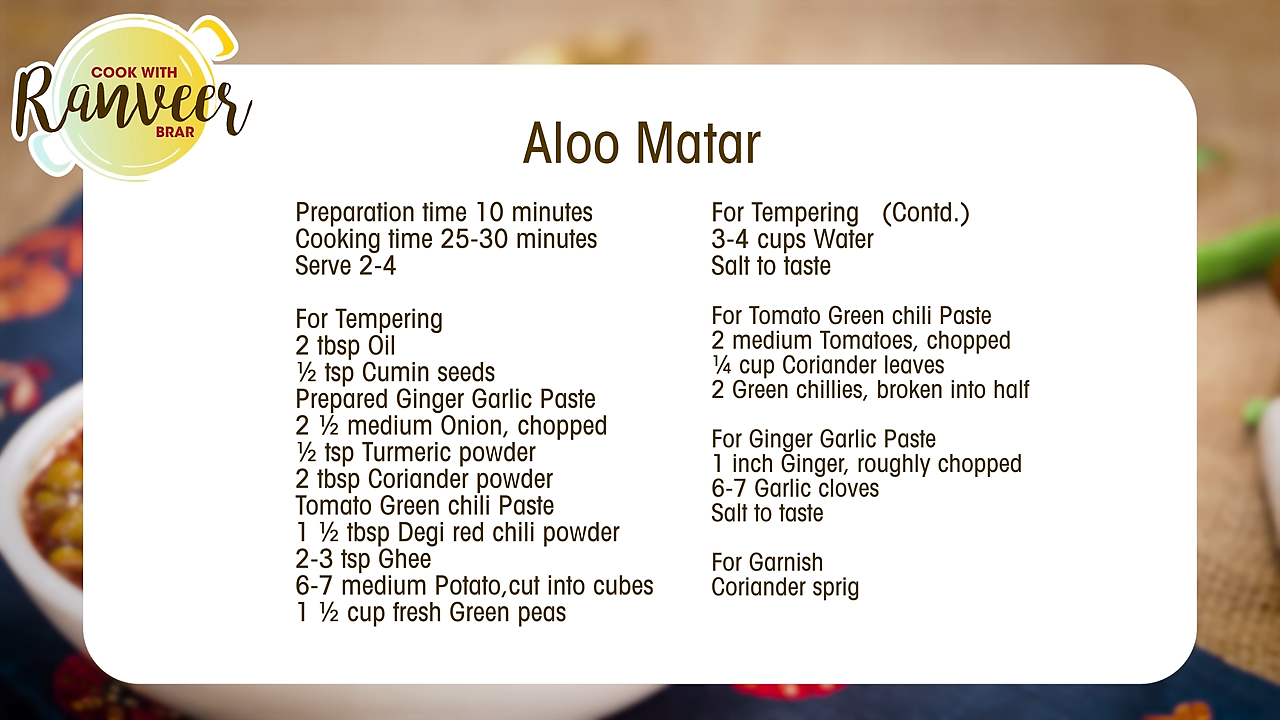 COOK WITH
Ranveer
BRAR
Aloo Matar
Preparation time 10 minutes
Cooking time 25-30 minutes
Serve 2-4
For Tempering
2 tbsp Oil
½ tsp Cumin seeds
Prepared Ginger Garlic Paste
2 ½ medium Onion, chopped
½ tsp Turmeric powder
2 tbsp Coriander powder
Tomato Green chili Paste
1 ½ tbsp Degi red chili powder
2-3 tsp Ghee
6-7 medium Potato,cut into cubes
1 ½ cup fresh Green peas
For Tempering (Contd.)
3-4 cups Water
Salt to taste
For Tomato Green chili Paste
2 medium Tomatoes, chopped
¼ cup Coriander leaves
2 Green chillies, broken into half
For Ginger Garlic Paste
1 inch Ginger, roughly chopped
6-7 Garlic cloves
Salt to taste
For Garnish
Coriander sprig